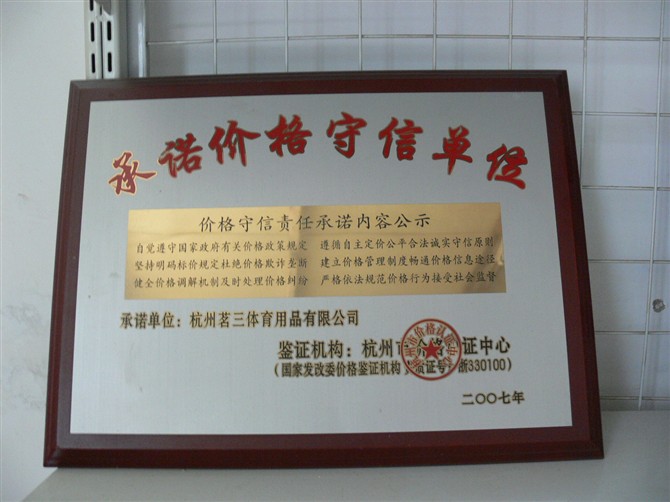 承诺价格守信单位
价格守信责任承诺内容公示
自觉遵守国家政府有关价格政策规定 遵循自主定价公平合法诚实守信原则
坚持明码标价规定杜绝价格欺诈垄断 建立价格管理制度畅通价格信息途径
健全价格调解机制及时处理价格纠纷 严格依法规范价格行为接受社会监督
承诺单位：杭州茗三体育用品有限公司
鉴证机构：杭州市价格认证中心
(国家发改委价格鉴证机构 资证号 浙330100)
二〇〇七年